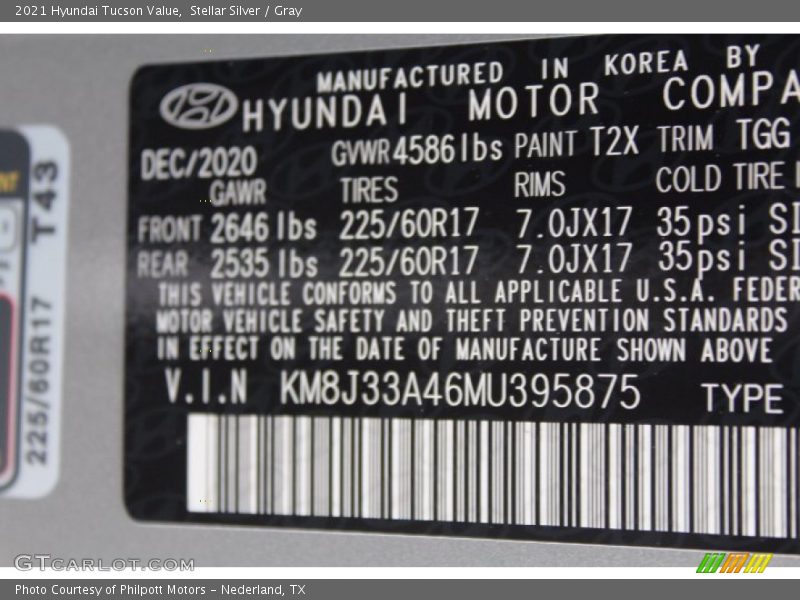 2021 Hyundai Tucson Value, Stellar Silver / Gray
MANUFACTURED IN KOREA BY
HYUNDAI MOTOR COMPA
DEC/2020 GVWR 4586 lbs PAINT T2X TRIM TGG
GAWR TIRES RIMS COLD TIRE
FRONT 2646 lbs 225/60R17 7.0JX17 35psi SI
REAR 2535 lbs 225/60R17 7.0JX17 35psi SI
THIS VEHICLE CONFORMS TO ALL APPLICABLE U.S.A. FEDER
MOTOR VEHICLE SAFETY AND THEFT PREVENTION STANDARDS
IN EFFECT ON THE DATE OF MANUFACTURE SHOWN ABOVE
V.I.N KM8J33A46MU395875 TYPE
T43
225/60R17
GTCARLOT.COM
Photo Courtesy of Philpott Motors - Nederland, TX